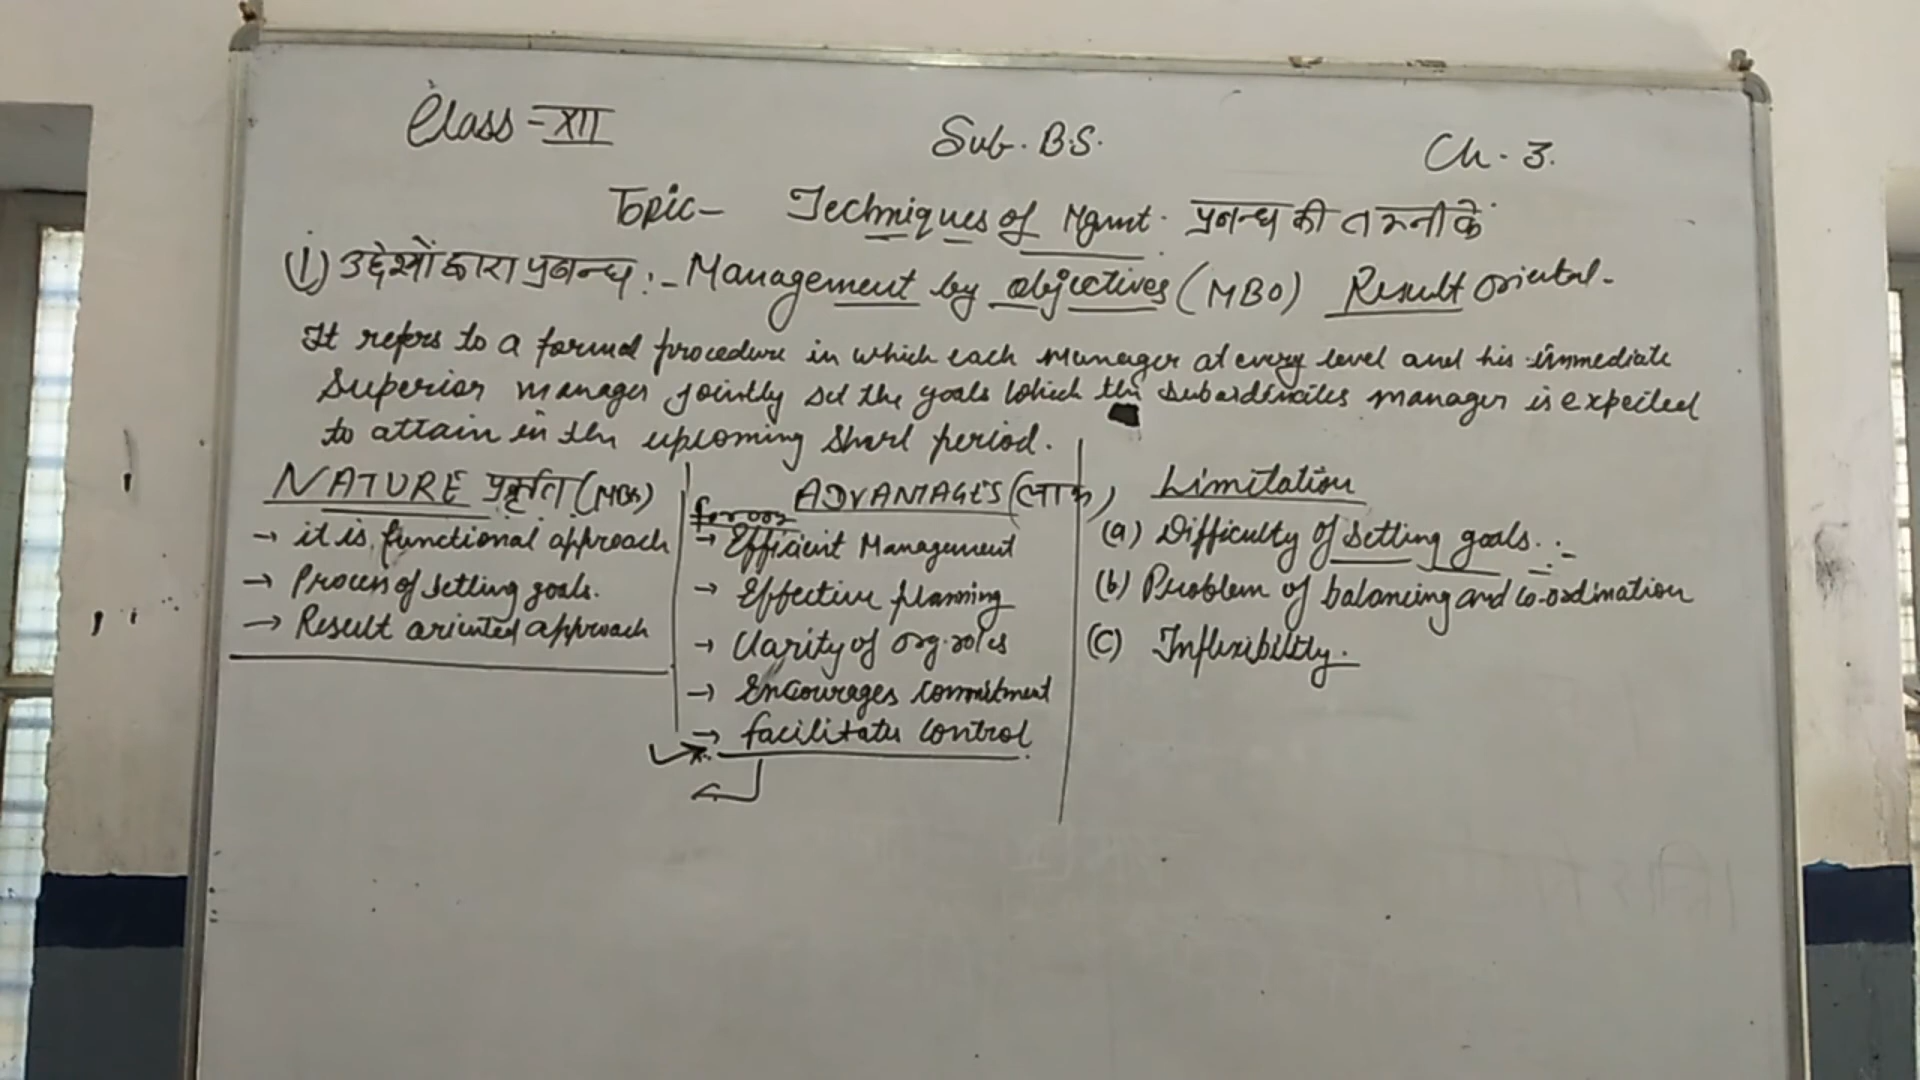 Class - XII
Sub. B.S.
Ch. 3.
Topic- Techniques of Mgmt. प्रबन्ध की तकनीके
(1) उद्देश्यों द्वारा प्रबन्ध :- Management by objectives (MBO) Result oriental-
It refers to a formal procedure in which each manager at every level and his immediate
Superior manager jointly set the goals which the subordinates manager is expected
to attain in the upcoming short period.
NATURE प्रकृति (MBO)
→ it is functional approach
→ Process of setting goals.
→ Result oriented approach
ADVANTAGES (लाभ)
→ Efficient Management
→ Effective planning
→ Clarity of org. roles
→ Encourages commitment
→ facilitates control
Limitation
(a) Difficulty of setting goals.
(b) Problem of balancing and co-ordination
(C) Inflexibility.